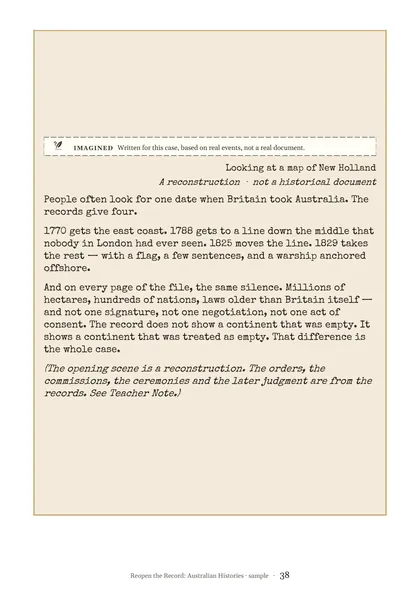 IMAGINED Written for this case, based on real events, not a real document.
Looking at a map of New Holland
A reconstruction · not a historical document
People often look for one date when Britain took Australia. The
records give four.
1770 gets the east coast. 1788 gets to a line down the middle that
nobody in London had ever seen. 1825 moves the line. 1829 takes
the rest — with a flag, a few sentences, and a warship anchored
offshore.
And on every page of the file, the same silence. Millions of
hectares, hundreds of nations, laws older than Britain itself —
and not one signature, not one negotiation, not one act of
consent. The record does not show a continent that was empty. It
shows a continent that was treated as empty. That difference is
the whole case.
(The opening scene is a reconstruction. The orders, the
commissions, the ceremonies and the later judgment are from the
records. See Teacher Note.)
Reopen the Record: Australian Histories · sample · 38